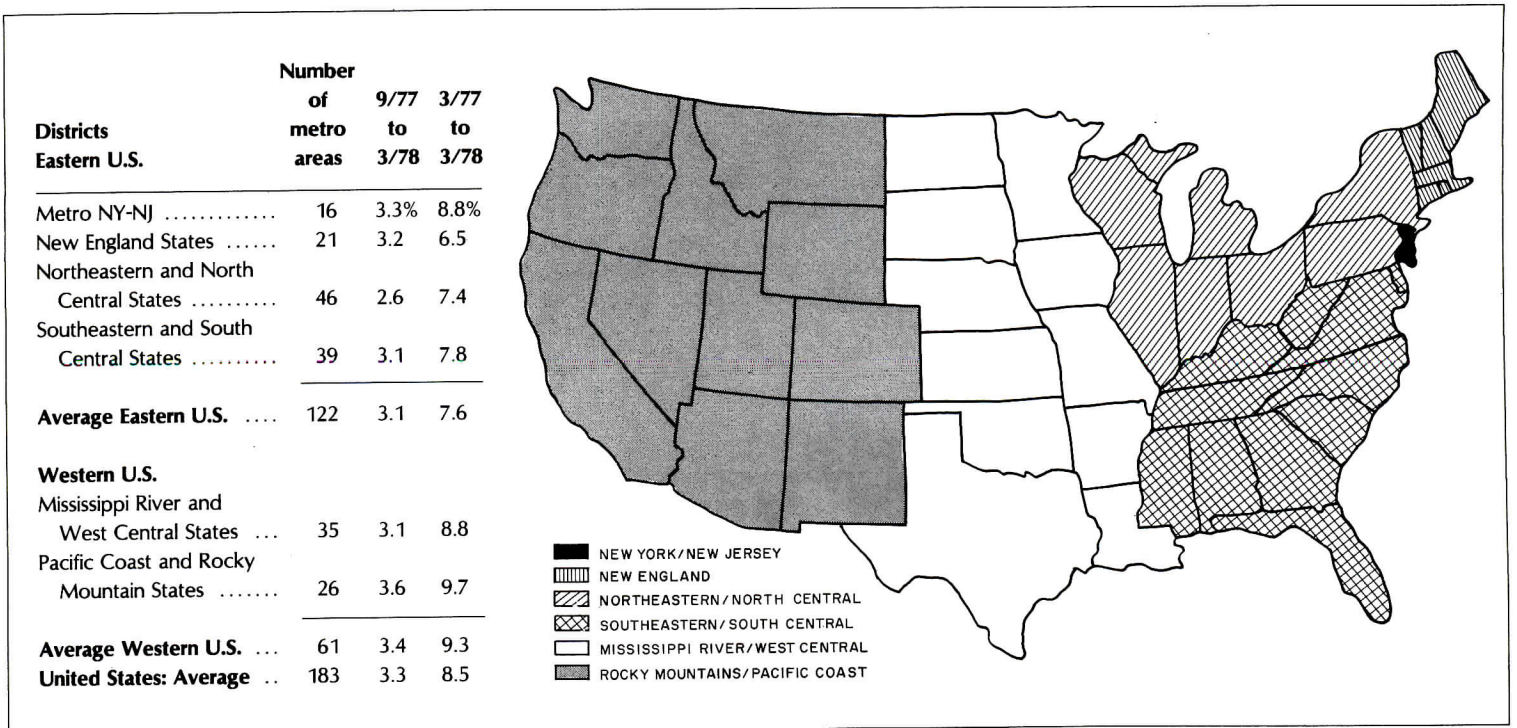 Number
of 9/77 3/77
Districts metro to to
Eastern U.S. areas 3/78 3/78
Metro NY-NJ ............. 16 3.3% 8.8%
New England States ...... 21 3.2 6.5
Northeastern and North
Central States .......... 46 2.6 7.4
Southeastern and South
Central States .......... 39 3.1 7.8
Average Eastern U.S. .... 122 3.1 7.6
Western U.S.
Mississippi River and
West Central States ... 35 3.1 8.8
Pacific Coast and Rocky
Mountain States ....... 26 3.6 9.7
Average Western U.S. ... 61 3.4 9.3
United States: Average .. 183 3.3 8.5
NEW YORK/NEW JERSEY
NEW ENGLAND
NORTHEASTERN/NORTH CENTRAL
SOUTHEASTERN/SOUTH CENTRAL
MISSISSIPPI RIVER/WEST CENTRAL
ROCKY MOUNTAINS/PACIFIC COAST